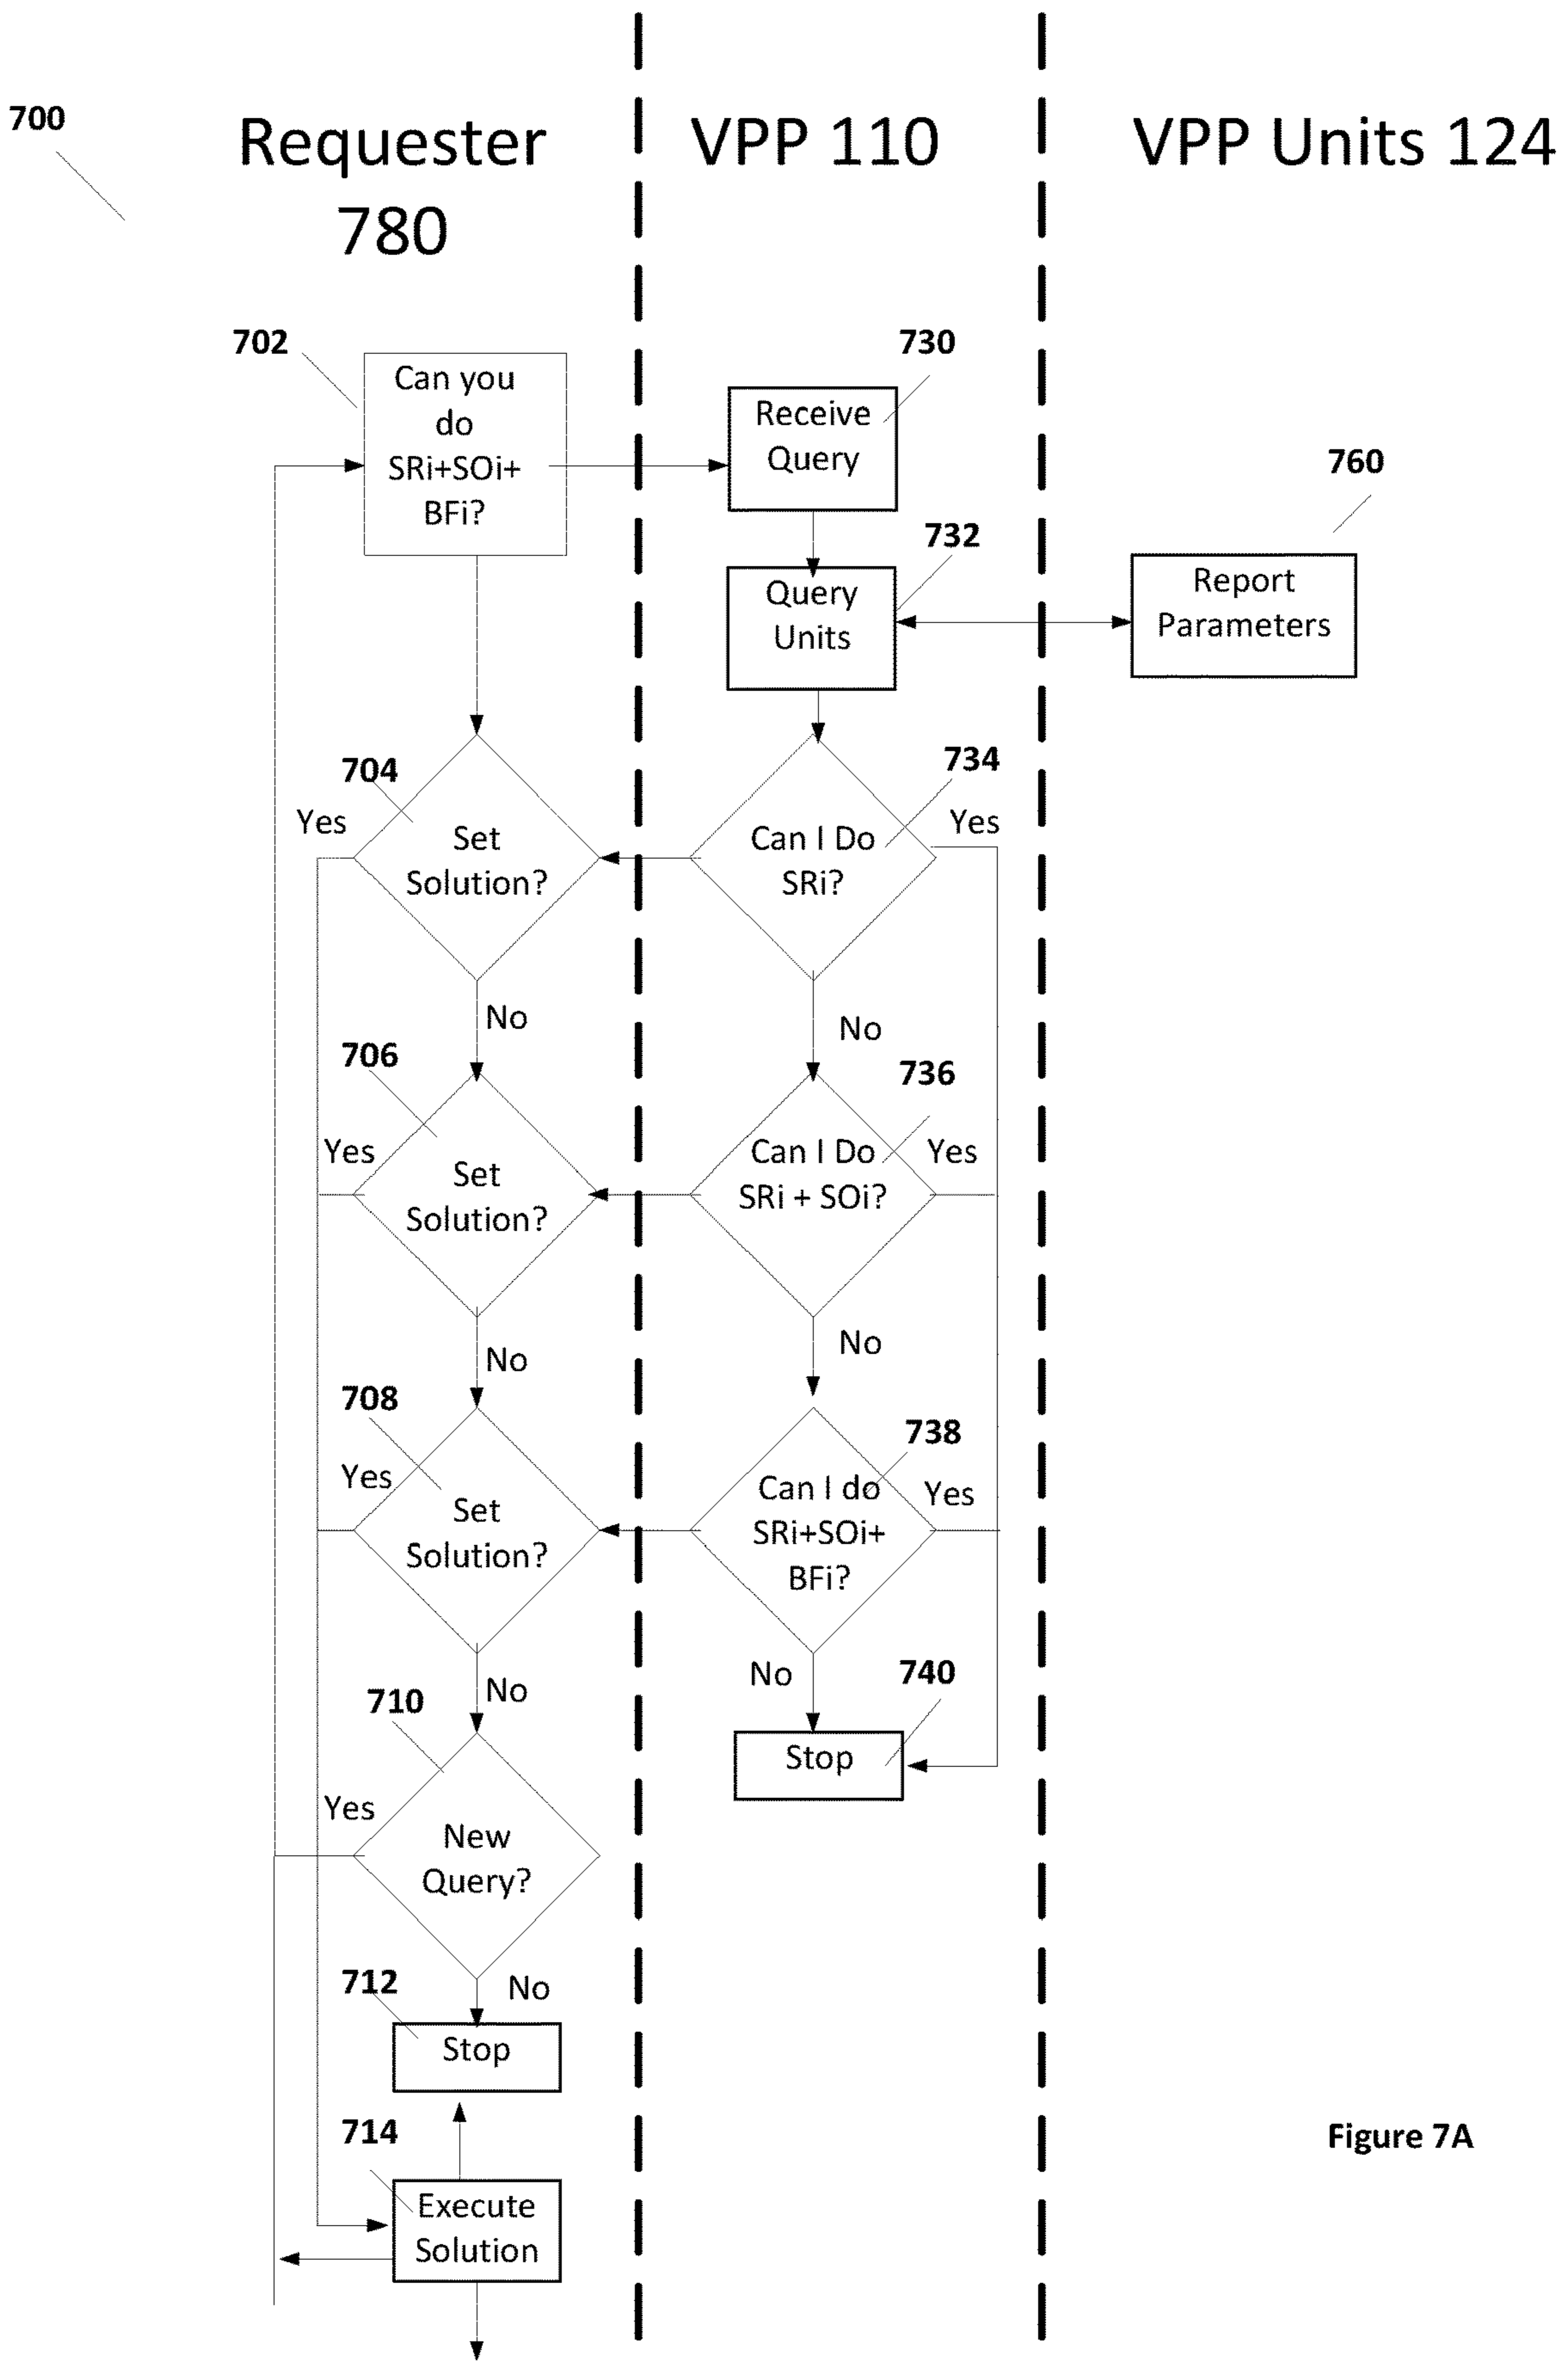 700
Requester
780
VPP 110
VPP Units 124
702
Can you
do
SRi+SOi+
BFi?
730
Receive
Query
732
Query
Units
760
Report
Parameters
704
Yes
Set
Solution?
No
734
Can I Do
SRi?
Yes
No
706
Yes
Set
Solution?
No
736
Can I Do
SRi + SOi?
Yes
No
708
Yes
Set
Solution?
No
738
Can I do
SRi+SOi+
BFi?
Yes
No
740
Stop
710
Yes
New
Query?
No
712
Stop
714
Execute
Solution
Figure 7A